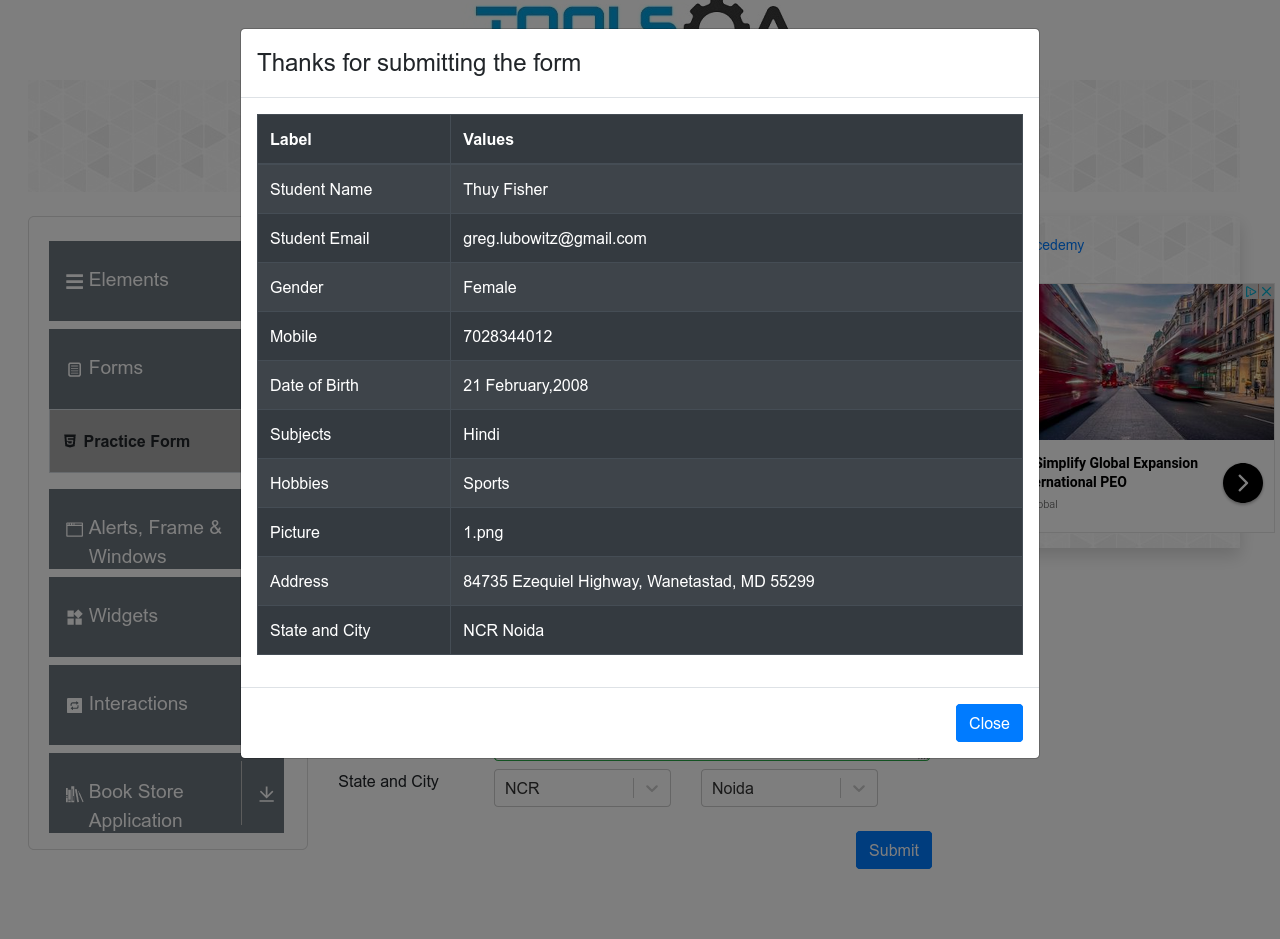 TOOLSQA
Thanks for submitting the form
Label Values
Student Name Thuy Fisher
Student Email greg.lubowitz@gmail.com
Gender Female
Mobile 7028344012
Date of Birth 21 February,2008
Subjects Hindi
Hobbies Sports
Picture 1.png
Address 84735 Ezequiel Highway, Wanetastad, MD 55299
State and City NCR Noida
Close
Elements
Forms
Practice Form
Alerts, Frame &
Windows
Widgets
Interactions
Book Store
Application
cedemy
Simplify Global Expansion
ernational PEO
obal
State and City NCR Noida
Submit